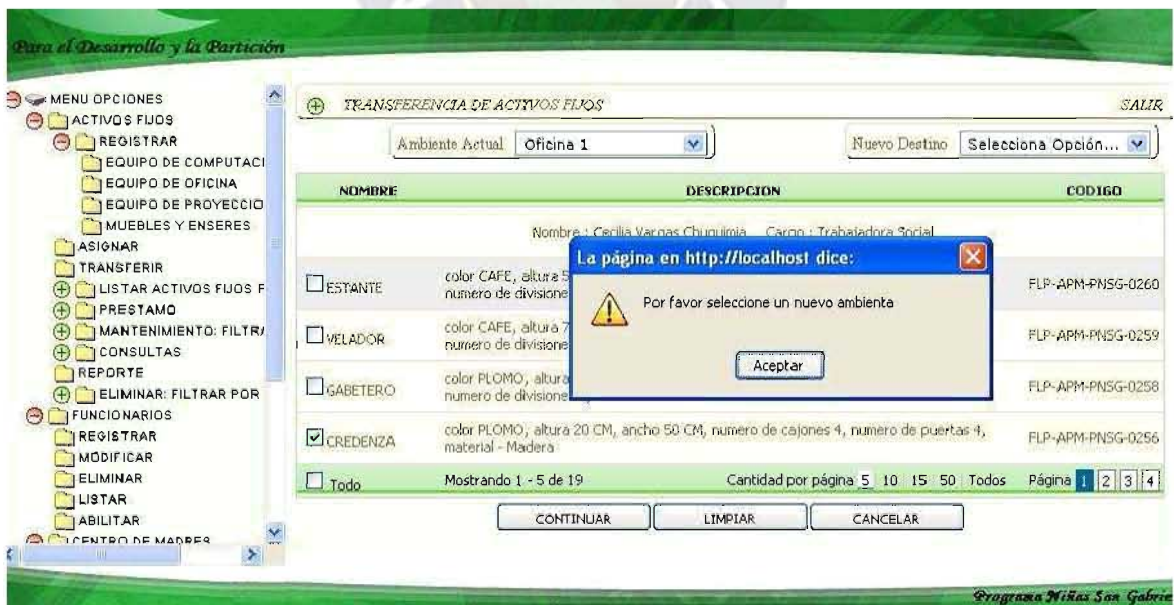 Para el Desarrollo y la Partición
MENU OPCIONES
ACTIVOS FIJOS
REGISTRAR
EQUIPO DE COMPUTACI
EQUIPO DE OFICINA
EQUIPO DE PROYECCIO
MUEBLES Y ENSERES
ASIGNAR
TRANSFERIR
LISTAR ACTIVOS FIJOS F
PRESTAMO
MANTENIMIENTO: FILTRA
CONSULTAS
REPORTE
ELIMINAR: FILTRAR POR
FUNCIONARIOS
REGISTRAR
MODIFICAR
ELIMINAR
LISTAR
ABILITAR
CENTRO DE MADRES
TRANSFERENCIA DE ACTIVOS FIJOS SALIR
Ambiente Actual Oficina 1 Nuevo Destino Selecciona Opción...
NOMBRE DESCRIPCION CODIGO
Nombre : Cecilia Vargas Chuquimia Cargo : Trabajadora Social
ESTANTE color CAFE, altura 5 FLP-APM-PNSG-0260
numero de divisione
VELADOR color CAFE, altura 7 FLP-APM-PNSG-0259
numero de divisione
GABETERO color PLOMO, altura FLP-APM-PNSG-0258
numero de divisione
CREDENZA color PLOMO, altura 20 CM, ancho 50 CM, numero de cajones 4, numero de puertas 4, FLP-APM-PNSG-0256
material - Madera
Todo Mostrando 1 - 5 de 19 Cantidad por página 5 10 15 50 Todos Página 1 2 3 4
CONTINUAR LIMPIAR CANCELAR
La página en http://localhost dice:
Por favor seleccione un nuevo ambienta
Aceptar
Programa Niñas San Gabrie